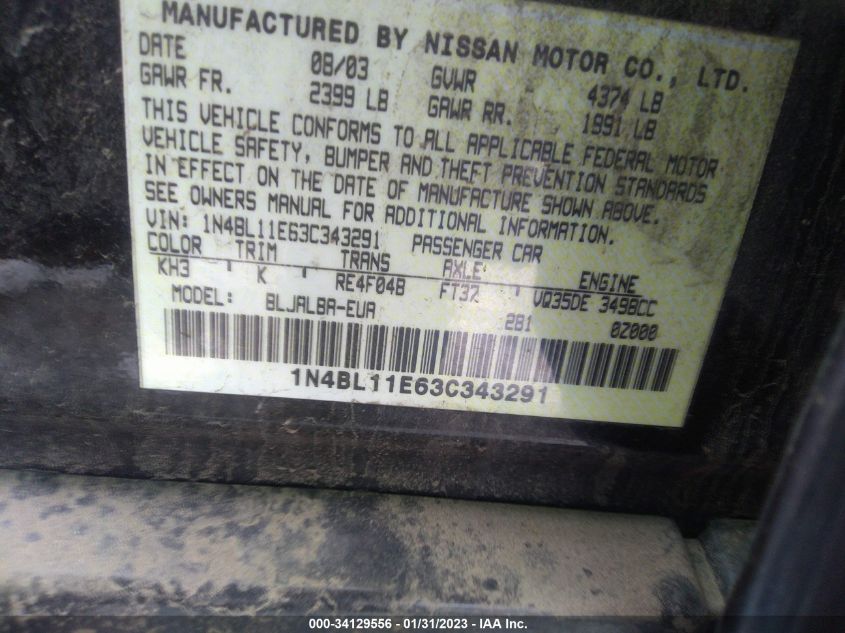 MANUFACTURED BY NISSAN MOTOR CO., LTD.
DATE 08/03 GVWR 4374 LB
GAWR FR. 2399 LB GAWR RR. 1991 LB
THIS VEHICLE CONFORMS TO ALL APPLICABLE FEDERAL MOTOR
VEHICLE SAFETY, BUMPER AND THEFT PREVENTION STANDARDS
IN EFFECT ON THE DATE OF MANUFACTURE SHOWN ABOVE.
SEE OWNERS MANUAL FOR ADDITIONAL INFORMATION.
VIN: 1N4BL11E63C343291 PASSENGER CAR
COLOR TRIM TRANS AXLE ENGINE
KH3 K RE4F04B FT37 VQ35DE 3498CC
MODEL: BLJALBA-EUA 2B1 0Z000
1N4BL11E63C343291
000-34129556 - 01/31/2023 - IAA Inc.